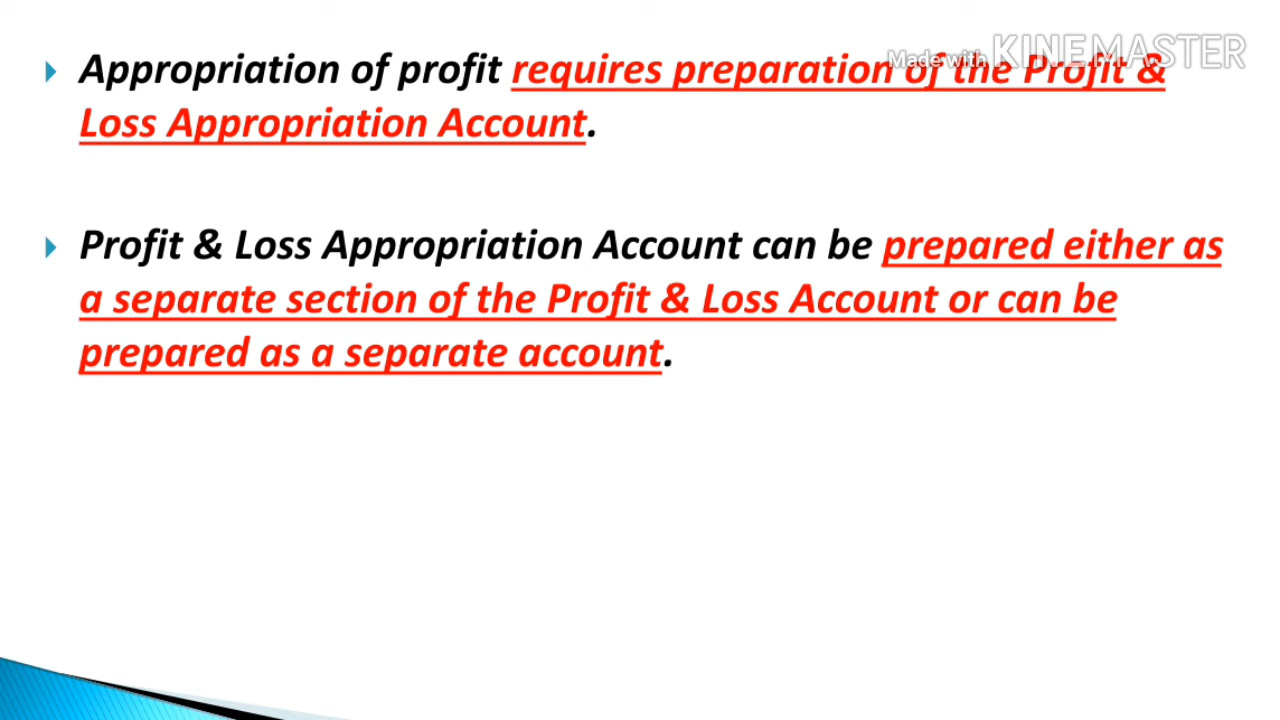 Made with KINEMASTER
Appropriation of profit requires preparation of the Profit &
Loss Appropriation Account.
Profit & Loss Appropriation Account can be prepared either as
a separate section of the Profit & Loss Account or can be
prepared as a separate account.